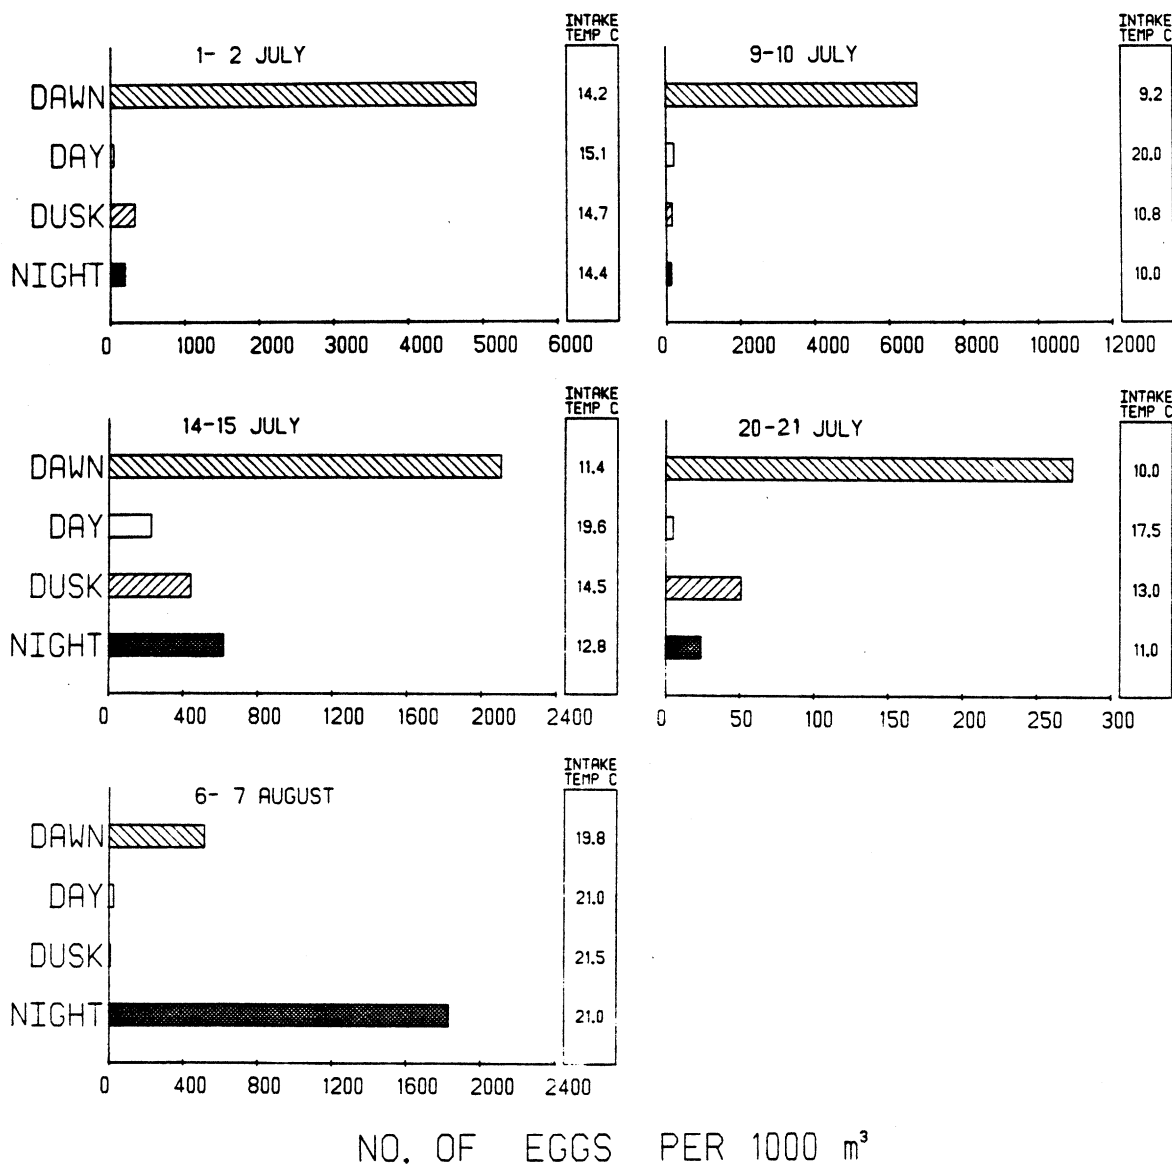 INTAKE
TEMP C
1- 2 JULY
DAWN 14.2
DAY 15.1
DUSK 14.7
NIGHT 14.4
0 1000 2000 3000 4000 5000 6000
INTAKE
TEMP C
9-10 JULY
9.2
20.0
10.8
10.0
0 2000 4000 6000 8000 10000 12000
INTAKE
TEMP C
14-15 JULY
DAWN 11.4
DAY 19.6
DUSK 14.5
NIGHT 12.8
0 400 800 1200 1600 2000 2400
INTAKE
TEMP C
20-21 JULY
10.0
17.5
13.0
11.0
0 50 100 150 200 250 300
INTAKE
TEMP C
6- 7 AUGUST
DAWN 19.8
DAY 21.0
DUSK 21.5
NIGHT 21.0
0 400 800 1200 1600 2000 2400
NO. OF EGGS PER 1000 m³